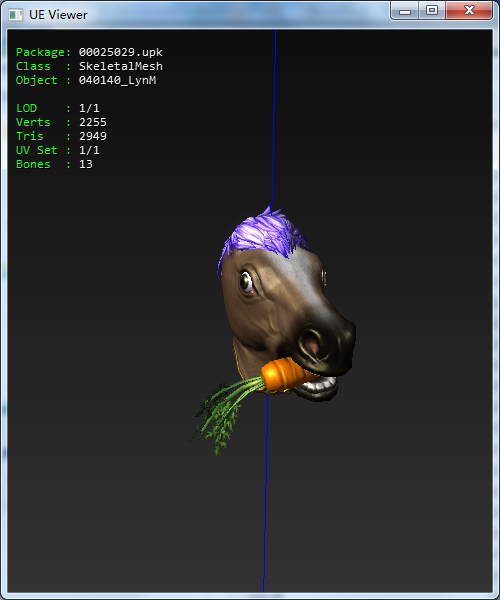 UE Viewer
Package: 00025029.upk
Class : SkeletalMesh
Object : 040140_LynM
LOD : 1/1
Verts : 2255
Tris : 2949
UV Set : 1/1
Bones : 13